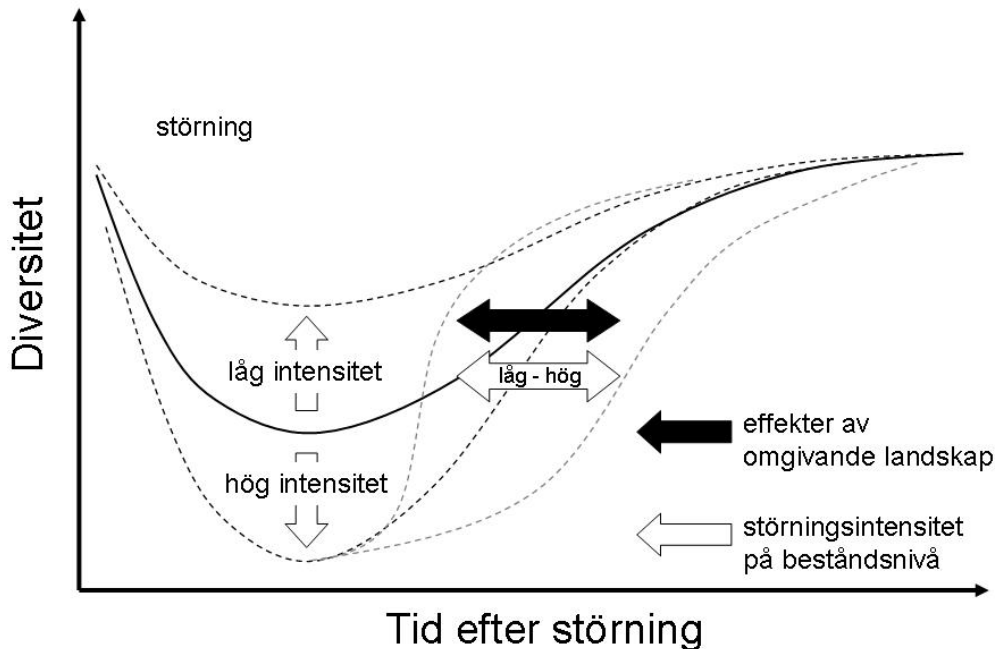 störning
Diversitet
låg intensitet
hög intensitet
låg - hög
effekter av
omgivande landskap
störningsintensitet
på beståndsnivå
Tid efter störning